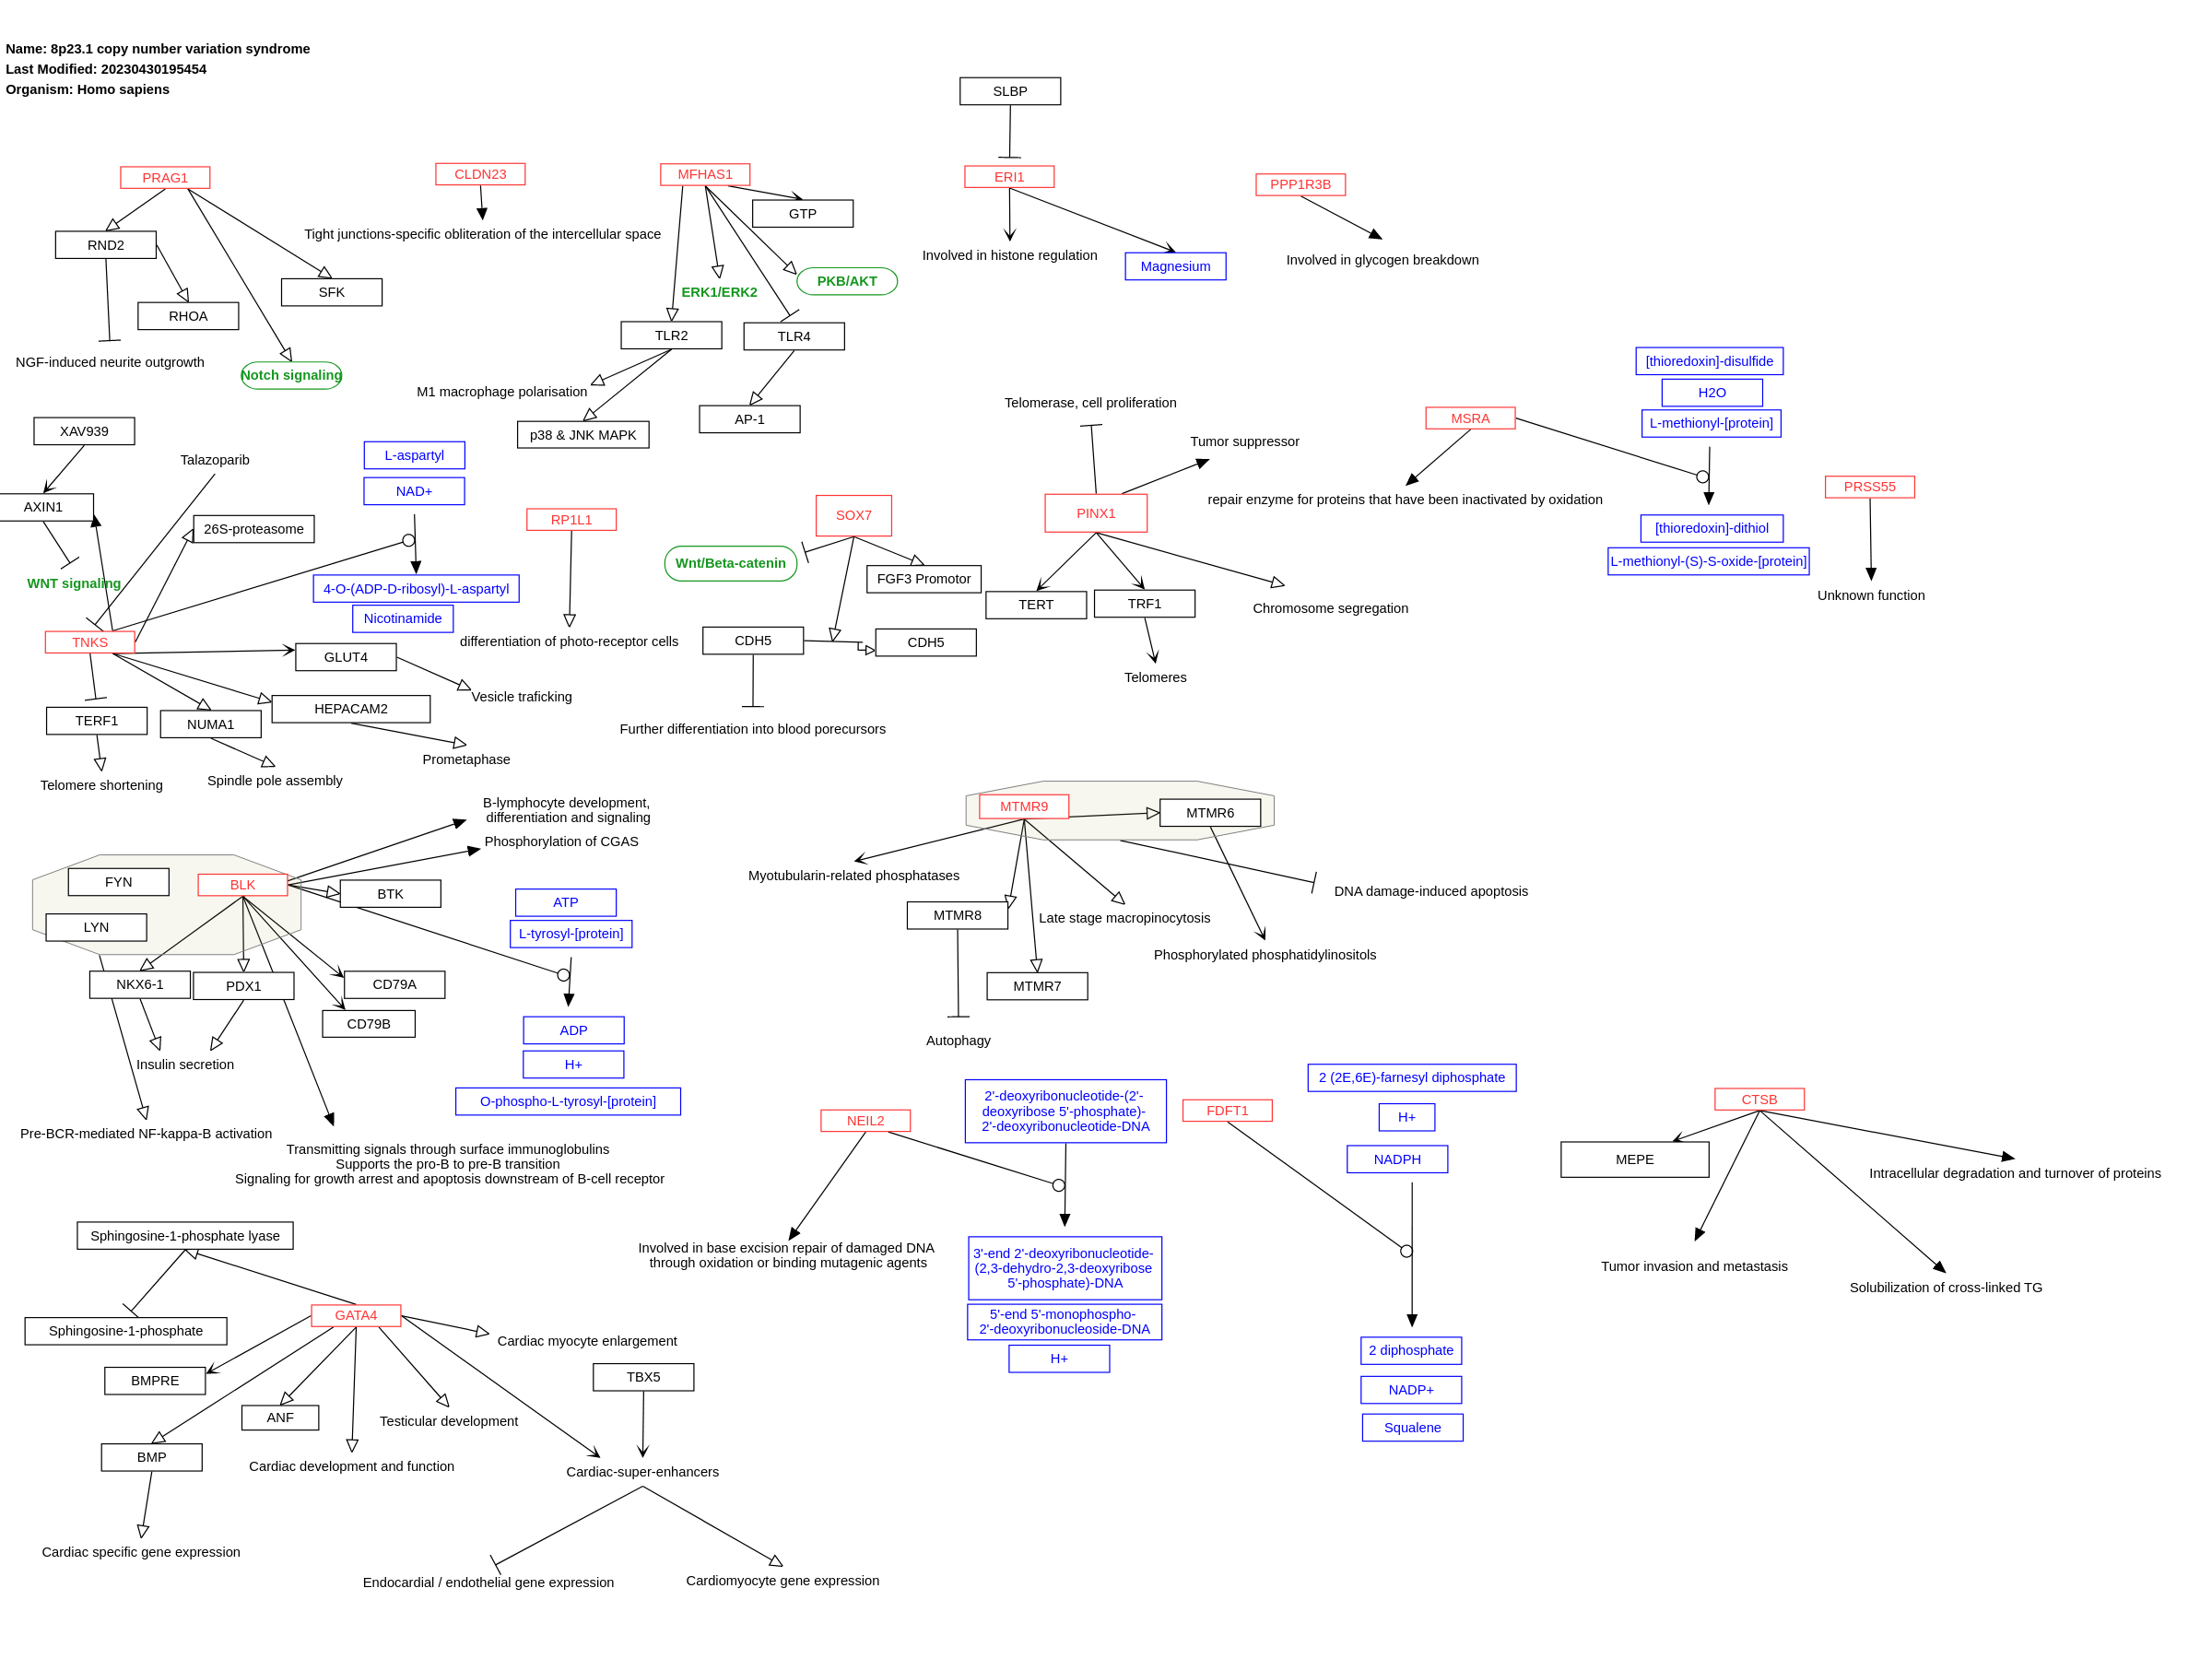 Name: 8p23.1 copy number variation syndrome
Last Modified: 20230430195454
Organism: Homo sapiens
SLBP
PRAG1
CLDN23
MFHAS1
ERI1
PPP1R3B
GTP
RND2
Tight junctions-specific obliteration of the intercellular space
Involved in histone regulation
Magnesium
Involved in glycogen breakdown
SFK
ERK1/ERK2
PKB/AKT
RHOA
TLR2
TLR4
NGF-induced neurite outgrowth
Notch signaling
M1 macrophage polarisation
AP-1
p38 & JNK MAPK
[thioredoxin]-disulfide
H2O
L-methionyl-[protein]
MSRA
Telomerase, cell proliferation
Tumor suppressor
XAV939
Talazoparib
L-aspartyl
NAD+
AXIN1
26S-proteasome
RP1L1
SOX7
PINX1
repair enzyme for proteins that have been inactivated by oxidation
PRSS55
[thioredoxin]-dithiol
L-methionyl-(S)-S-oxide-[protein]
Unknown function
WNT signaling
4-O-(ADP-D-ribosyl)-L-aspartyl
Nicotinamide
Wnt/Beta-catenin
FGF3 Promotor
TERT
TRF1
Chromosome segregation
TNKS
GLUT4
differentiation of photo-receptor cells
CDH5
CDH5
Telomeres
Vesicle traficking
HEPACAM2
TERF1
NUMA1
Further differentiation into blood porecursors
Prometaphase
Telomere shortening
Spindle pole assembly
B-lymphocyte development,
differentiation and signaling
Phosphorylation of CGAS
MTMR9
MTMR6
Myotubularin-related phosphatases
DNA damage-induced apoptosis
FYN
BLK
BTK
LYN
ATP
L-tyrosyl-[protein]
MTMR8
Late stage macropinocytosis
Phosphorylated phosphatidylinositols
NKX6-1
PDX1
CD79A
CD79B
MTMR7
ADP
H+
O-phospho-L-tyrosyl-[protein]
Autophagy
Insulin secretion
Pre-BCR-mediated NF-kappa-B activation
Transmitting signals through surface immunoglobulins
Supports the pro-B to pre-B transition
Signaling for growth arrest and apoptosis downstream of B-cell receptor
NEIL2
2'-deoxyribonucleotide-(2'-
deoxyribose 5'-phosphate)-
2'-deoxyribonucleotide-DNA
FDFT1
2 (2E,6E)-farnesyl diphosphate
H+
NADPH
CTSB
MEPE
Intracellular degradation and turnover of proteins
Sphingosine-1-phosphate lyase
Involved in base excision repair of damaged DNA
through oxidation or binding mutagenic agents
3'-end 2'-deoxyribonucleotide-
(2,3-dehydro-2,3-deoxyribose
5'-phosphate)-DNA
5'-end 5'-monophospho-
2'-deoxyribonucleoside-DNA
H+
Tumor invasion and metastasis
Solubilization of cross-linked TG
Sphingosine-1-phosphate
GATA4
Cardiac myocyte enlargement
2 diphosphate
NADP+
Squalene
BMPRE
TBX5
ANF
Testicular development
BMP
Cardiac development and function
Cardiac-super-enhancers
Cardiac specific gene expression
Endocardial / endothelial gene expression
Cardiomyocyte gene expression